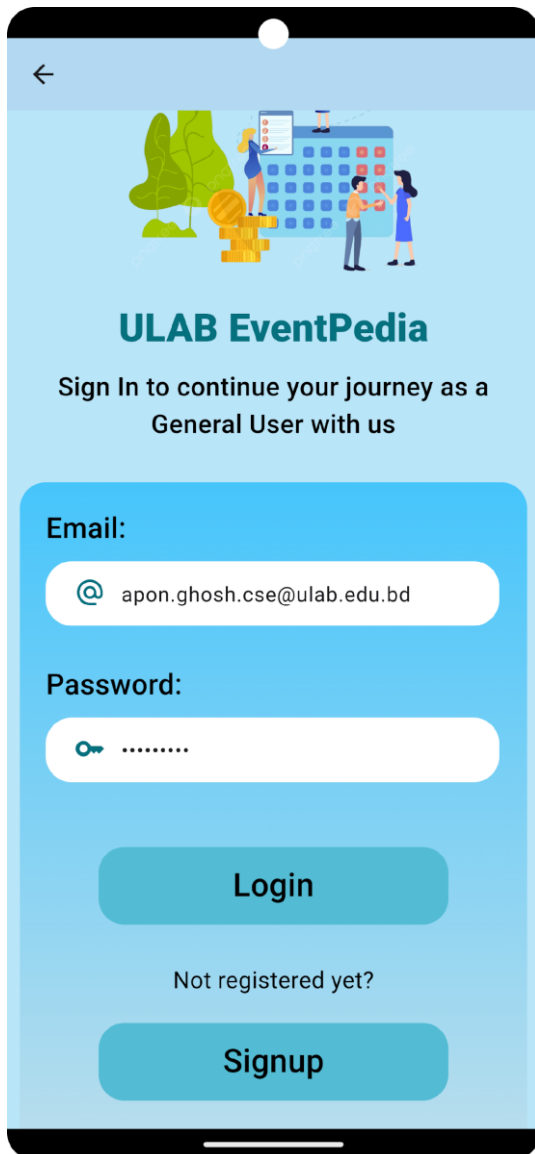 ULAB EventPedia
Sign In to continue your journey as a
General User with us
Email:
apon.ghosh.cse@ulab.edu.bd
Password:
•••••••••
Login
Not registered yet?
Signup